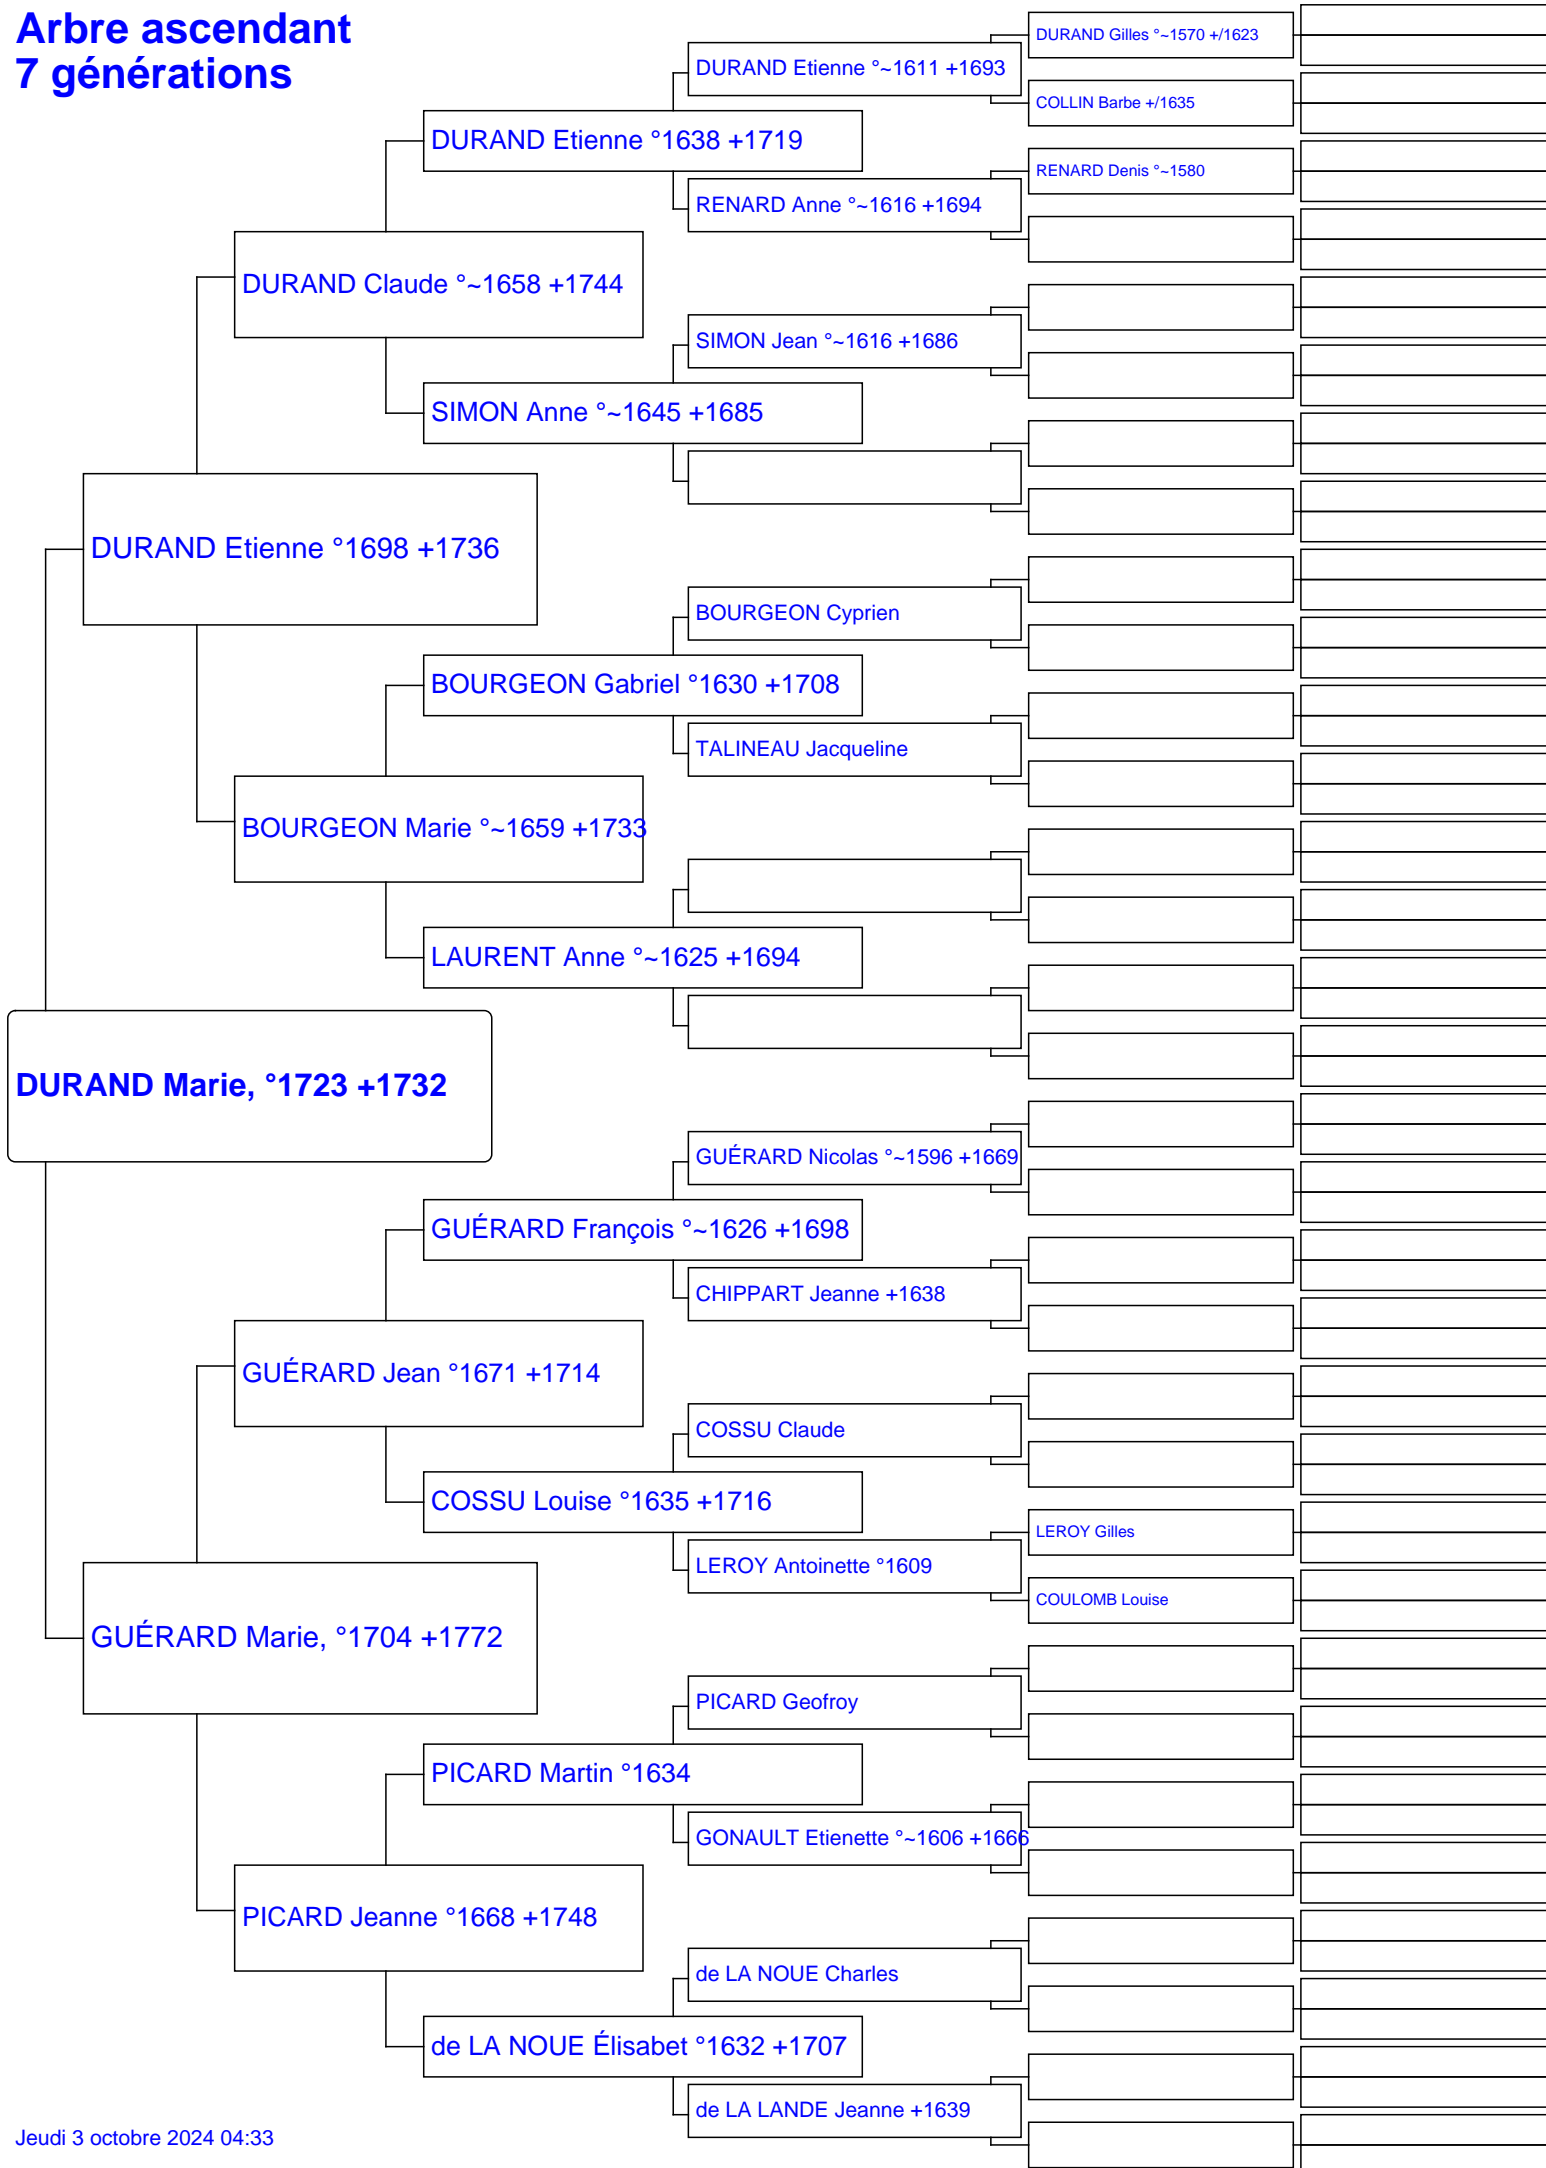 Arbre ascendant
7 générations
DURAND Gilles °~1570 +/1623
DURAND Etienne °~1611 +1693
COLLIN Barbe +/1635
DURAND Etienne °1638 +1719
RENARD Denis °~1580
RENARD Anne °~1616 +1694
DURAND Claude °~1658 +1744
SIMON Jean °~1616 +1686
SIMON Anne °~1645 +1685
DURAND Etienne °1698 +1736
BOURGEON Cyprien
BOURGEON Gabriel °1630 +1708
TALINEAU Jacqueline
BOURGEON Marie °~1659 +1733
LAURENT Anne °~1625 +1694
DURAND Marie, °1723 +1732
GUÉRARD Nicolas °~1596 +1669
GUÉRARD François °~1626 +1698
CHIPPART Jeanne +1638
GUÉRARD Jean °1671 +1714
COSSU Claude
COSSU Louise °1635 +1716
LEROY Gilles
LEROY Antoinette °1609
COULOMB Louise
GUÉRARD Marie, °1704 +1772
PICARD Geofroy
PICARD Martin °1634
GONAULT Etienette °~1606 +1666
PICARD Jeanne °1668 +1748
de LA NOUE Charles
de LA NOUE Élisabet °1632 +1707
de LA LANDE Jeanne +1639
Jeudi 3 octobre 2024 04:33